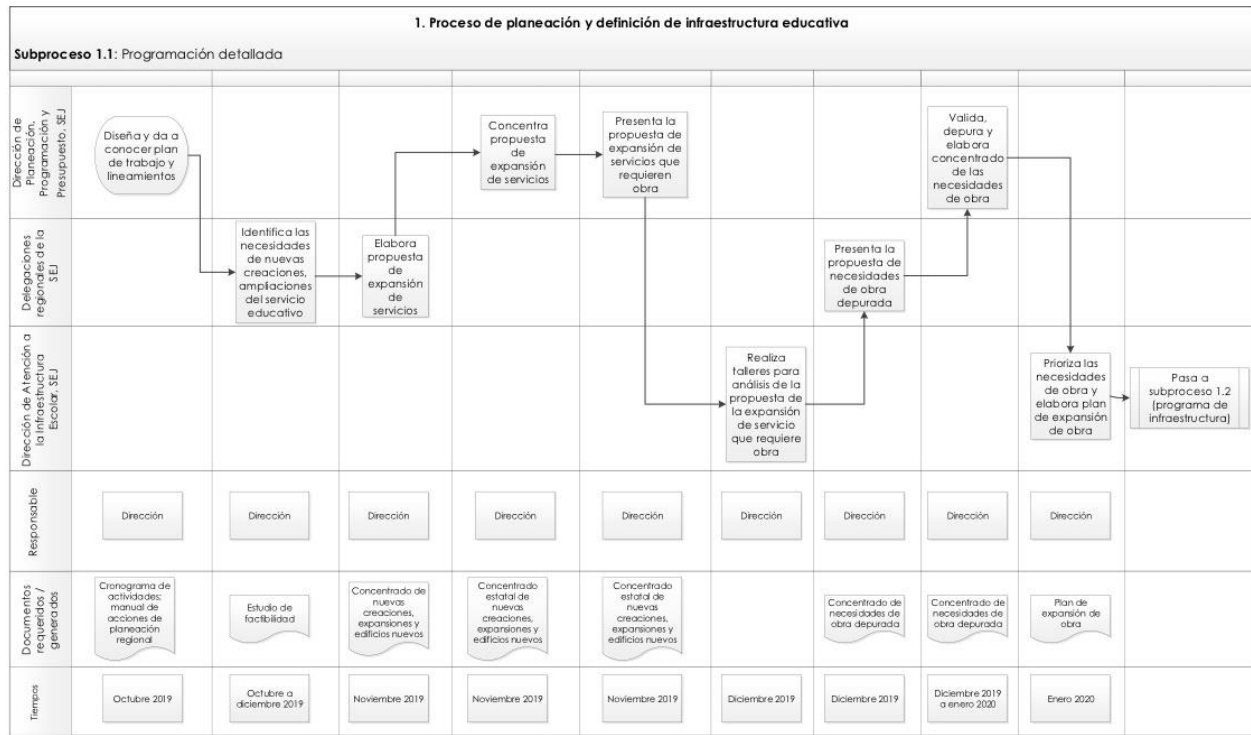 1. Proceso de planeación y definición de infraestructura educativa
Subproceso 1.1: Programación detallada
Dirección de
Planeación,
Programación y
Presupuesto, SEJ
Diseña y da a
conocer plan
de trabajo y
lineamientos
Concentra
propuesta
de
expansión
de servicios
Presenta la
propuesta de
expansión de
servicios que
requieren
obra
Valida,
depura y
elabora
concentrado
de las
necesidades
de obra
Delegaciones
regionales de la
SEJ
Identifica las
necesidades
de nuevas
creaciones,
ampliaciones
del servicio
educativo
Elabora
propuesta
de
expansión
de
servicios
Presenta la
propuesta de
necesidades
de obra
depurada
Dirección de Atención a
la Infraestructura
Escolar, SEJ
Realiza
talleres para
análisis de la
propuesta de
la expansión
de servicio
que requiere
obra
Prioriza las
necesidades
de obra y
elabora plan
de expansión
de obra
Pasa a
subproceso 1.2
(programa de
infraestructura)
Responsable
Dirección
Dirección
Dirección
Dirección
Dirección
Dirección
Dirección
Dirección
Dirección
Documentos
requeridos /
generados
Cronograma de
actividades;
manual de
acciones de
planeación
regional
Estudio de
factibilidad
Concentrado de
nuevas
creaciones,
expansiones y
edificios nuevos
Concentrado
estatal de
nuevas
creaciones,
expansiones y
edificios nuevos
Concentrado
estatal de
nuevas
creaciones,
expansiones y
edificios nuevos
Concentrado de
necesidades de
obra depurada
Concentrado de
necesidades de
obra depurada
Plan de
expansión de
obra
Tiempos
Octubre 2019
Octubre a
diciembre 2019
Noviembre 2019
Noviembre 2019
Noviembre 2019
Diciembre 2019
Diciembre 2019
Diciembre 2019
a enero 2020
Enero 2020